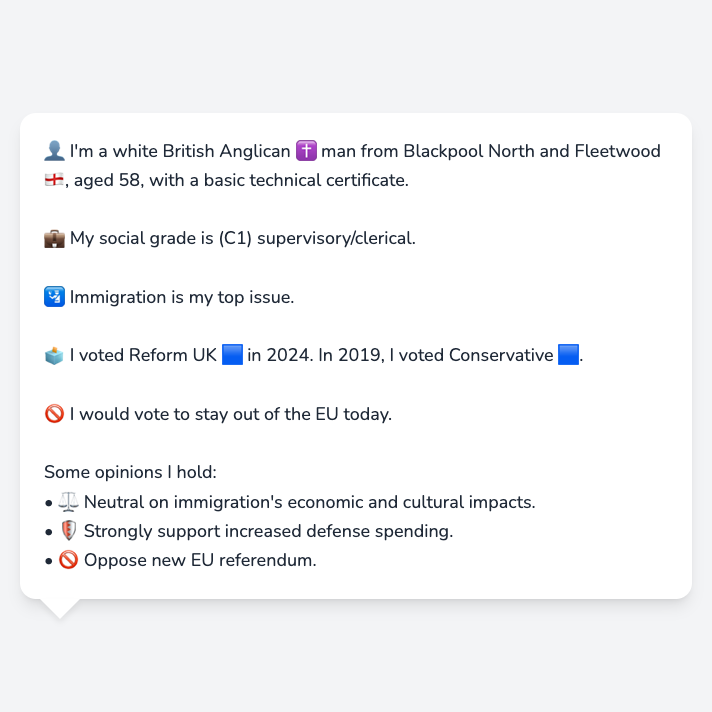 👤 I'm a white British Anglican ✝️ man from Blackpool North and Fleetwood
🏴󠁧󠁢󠁥󠁮󠁧󠁿, aged 58, with a basic technical certificate.
💼 My social grade is (C1) supervisory/clerical.
🛂 Immigration is my top issue.
🗳️ I voted Reform UK 🟦 in 2024. In 2019, I voted Conservative 🟦.
🚫 I would vote to stay out of the EU today.
Some opinions I hold:
• ⚖️ Neutral on immigration's economic and cultural impacts.
• 🛡️ Strongly support increased defense spending.
• 🚫 Oppose new EU referendum.